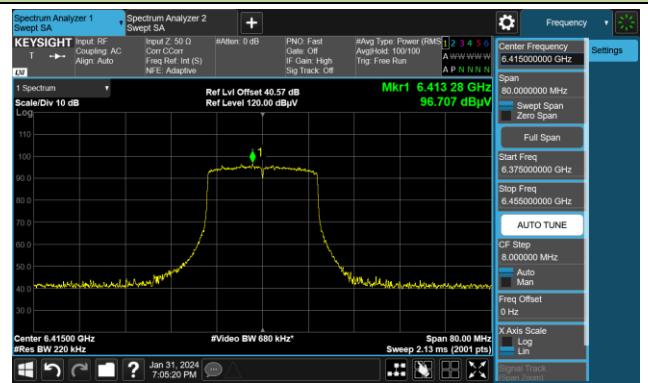 Spectrum Analyzer 1
Swept SA
Spectrum Analyzer 2
Swept SA
+
Frequency
KEYSIGHT
T
LXI
Input: RF
Coupling: AC
Align: Auto
Input Z: 50 Ω
Corr CCorr
Freq Ref: Int (S)
NFE: Adaptive
#Atten: 0 dB
PNO: Fast
Gate: Off
IF Gain: High
Sig Track: Off
#Avg Type: Power (RMS
Avg|Hold: 100/100
Trig: Free Run
1 2 3 4 5 6
A W W W W W
A P N N N N
1 Spectrum
Scale/Div 10 dB
Log
Ref Lvl Offset 40.57 dB
Ref Level 120.00 dBµV
Mkr1 6.413 28 GHz
96.707 dBµV
110
100
90.0
80.0
70.0
60.0
50.0
40.0
30.0
1
Center 6.41500 GHz
#Res BW 220 kHz
#Video BW 680 kHz*
Span 80.00 MHz
Sweep 2.13 ms (2001 pts)
Jan 31, 2024
7:05:20 PM
?
Center Frequency
6.415000000 GHz
Settings
Span
80.0000000 MHz
Swept Span
Zero Span
Full Span
Start Freq
6.375000000 GHz
Stop Freq
6.455000000 GHz
AUTO TUNE
CF Step
8.000000 MHz
Auto
Man
Freq Offset
0 Hz
X Axis Scale
Log
Lin
Signal Track
(Span Zoom)